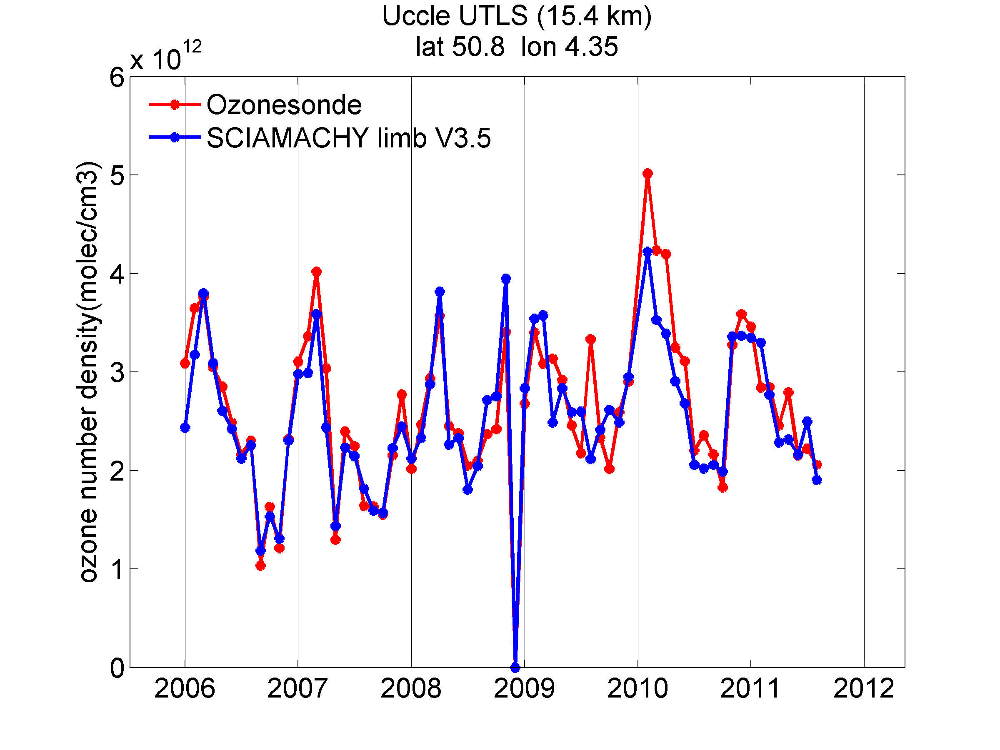 Uccle UTLS (15.4 km)
lat 50.8 lon 4.35
x 10^12
6
Ozonesonde
SCIAMACHY limb V3.5
5
4
3
2
1
0
ozone number density(molec/cm3)
2006 2007 2008 2009 2010 2011 2012